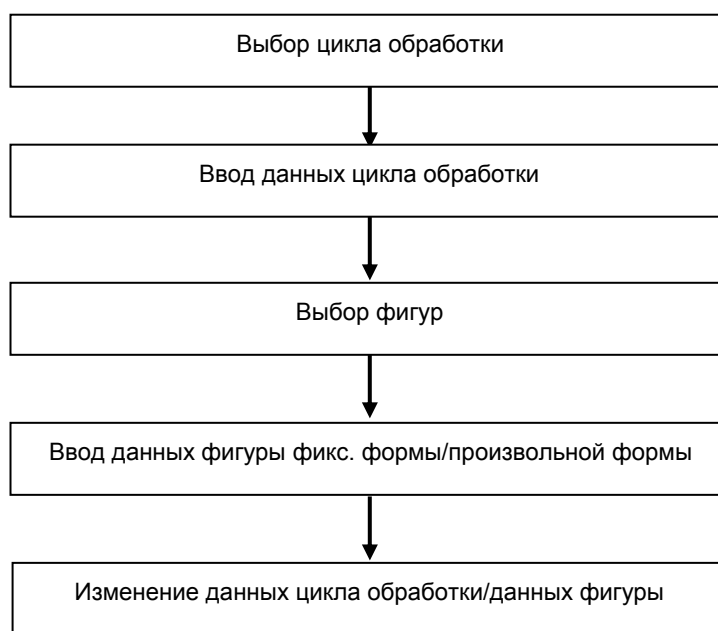 Выбор цикла обработки
Ввод данных цикла обработки
Выбор фигур
Ввод данных фигуры фикс. формы/произвольной формы
Изменение данных цикла обработки/данных фигуры